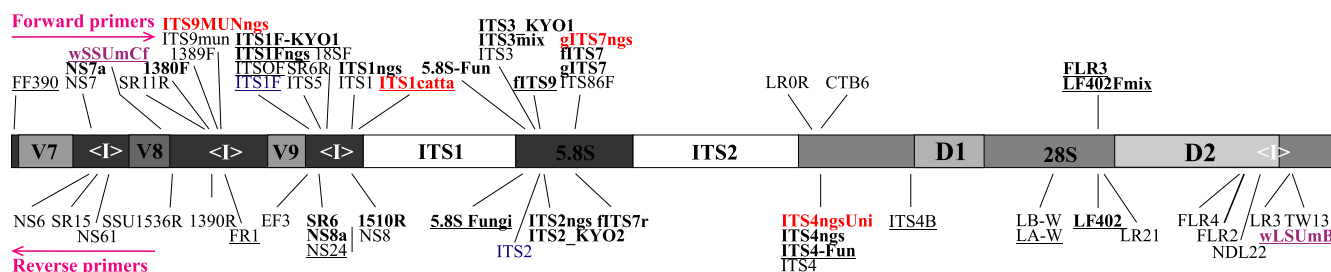 Forward primers
ITS9MUNngs
ITS9mun
1389F
wSSUmCf
NS7a
NS7
FF390
1380F
SR11R
ITS1F-KYO1
ITS1Fngs 18SF
ITSOF SR6R
ITS1F ITS5
ITS1ngs
ITS1
ITS1catta
ITS3_KYO1
ITS3mix
ITS3
5.8S-Fun
fITS9
gITS7ngs
fITS7
gITS7
ITS86F
LR0R
CTB6
FLR3
LF402Fmix
V7 <I> V8 <I> V9 <I> ITS1 5.8S ITS2 D1 28S D2 <I>
NS6 SR15
NS61
SSU1536R
1390R
FR1
EF3
SR6
NS8a
NS24
1510R
NS8
5.8S Fungi
ITS2
ITS2ngs fITS7r
ITS2_KYO2
ITS4ngsUni
ITS4ngs
ITS4-Fun
ITS4
ITS4B
LB-W
LA-W
LF402
LR21
FLR4
FLR2
NDL22
LR3 TW13
wLSUmB
Reverse primers